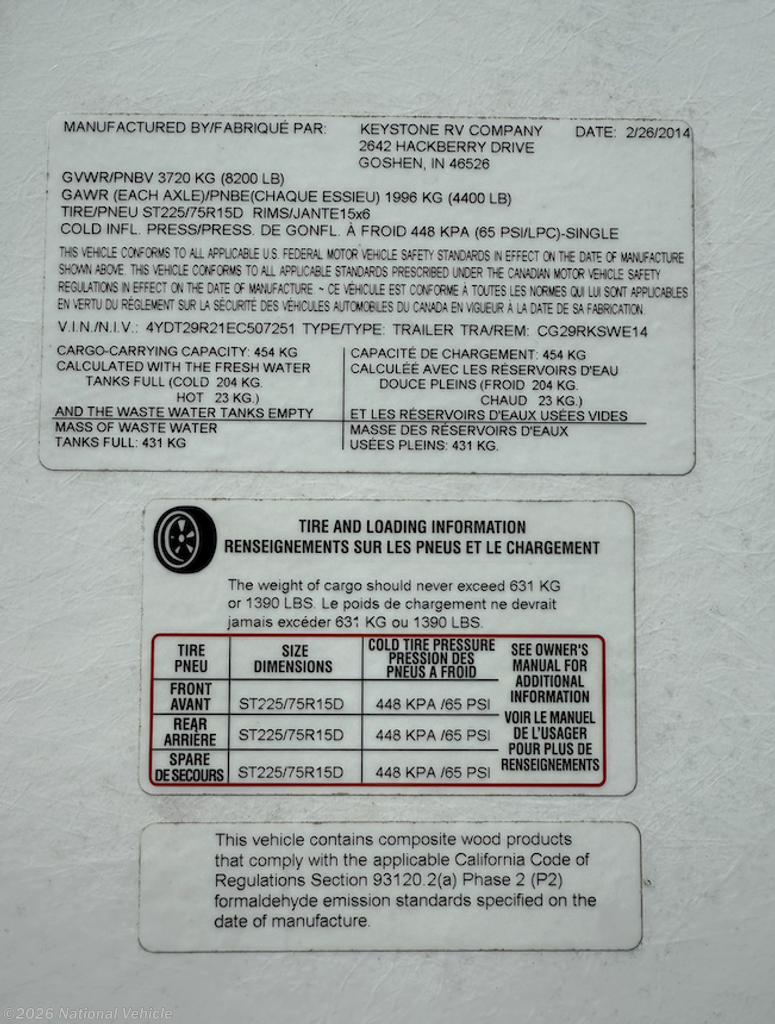 MANUFACTURED BY/FABRIQUÉ PAR: KEYSTONE RV COMPANY DATE: 2/26/2014
2642 HACKBERRY DRIVE
GOSHEN, IN 46526
GVWR/PNBV 3720 KG (8200 LB)
GAWR (EACH AXLE)/PNBE(CHAQUE ESSIEU) 1996 KG (4400 LB)
TIRE/PNEU ST225/75R15D RIMS/JANTE15x6
COLD INFL. PRESS/PRESS. DE GONFL. À FROID 448 KPA (65 PSI/LPC)-SINGLE
THIS VEHICLE CONFORMS TO ALL APPLICABLE U.S. FEDERAL MOTOR VEHICLE SAFETY STANDARDS IN EFFECT ON THE DATE OF MANUFACTURE
SHOWN ABOVE. THIS VEHICLE CONFORMS TO ALL APPLICABLE STANDARDS PRESCRIBED UNDER THE CANADIAN MOTOR VEHICLE SAFETY
REGULATIONS IN EFFECT ON THE DATE OF MANUFACTURE ~ CE VÉHICULE EST CONFORME À TOUTES LES NORMES QUI LUI SONT APPLICABLES
EN VERTU DU RÈGLEMENT SUR LA SÉCURITÉ DES VÉHICULES AUTOMOBILES DU CANADA EN VIGUEUR À LA DATE DE SA FABRICATION.
V.I.N./N.I.V.: 4YDT29R21EC507251 TYPE/TYPE: TRAILER TRA/REM: CG29RKSWE14
CARGO-CARRYING CAPACITY: 454 KG
CALCULATED WITH THE FRESH WATER
TANKS FULL (COLD 204 KG.
HOT 23 KG.)
AND THE WASTE WATER TANKS EMPTY
MASS OF WASTE WATER
TANKS FULL: 431 KG
CAPACITÉ DE CHARGEMENT: 454 KG
CALCULÉE AVEC LES RÉSERVOIRS D'EAU
DOUCE PLEINS (FROID 204 KG.
CHAUD 23 KG.)
ET LES RÉSERVOIRS D'EAUX USÉES VIDES
MASSE DES RÉSERVOIRS D'EAUX
USÉES PLEINS: 431 KG.
TIRE AND LOADING INFORMATION
RENSEIGNEMENTS SUR LES PNEUS ET LE CHARGEMENT
The weight of cargo should never exceed 631 KG
or 1390 LBS. Le poids de chargement ne devrait
jamais excéder 631 KG ou 1390 LBS.
TIRE
PNEU
SIZE
DIMENSIONS
COLD TIRE PRESSURE
PRESSION DES
PNEUS A FROID
FRONT
AVANT
ST225/75R15D 448 KPA /65 PSI
REAR
ARRIÈRE
ST225/75R15D 448 KPA /65 PSI
SPARE
DE SECOURS
ST225/75R15D 448 KPA /65 PSI
SEE OWNER'S
MANUAL FOR
ADDITIONAL
INFORMATION
VOIR LE MANUEL
DE L'USAGER
POUR PLUS DE
RENSEIGNEMENTS
This vehicle contains composite wood products
that comply with the applicable California Code of
Regulations Section 93120.2(a) Phase 2 (P2)
formaldehyde emission standards specified on the
date of manufacture.
©2026 National Vehicle